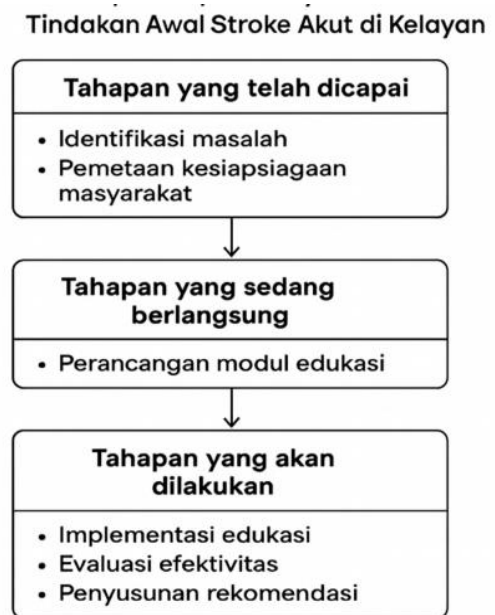 Tindakan Awal Stroke Akut di Kelayan
Tahapan yang telah dicapai
• Identifikasi masalah
• Pemetaan kesiapsiagaan
masyarakat
Tahapan yang sedang
berlangsung
• Perancangan modul edukasi
Tahapan yang akan
dilakukan
• Implementasi edukasi
• Evaluasi efektivitas
• Penyusunan rekomendasi